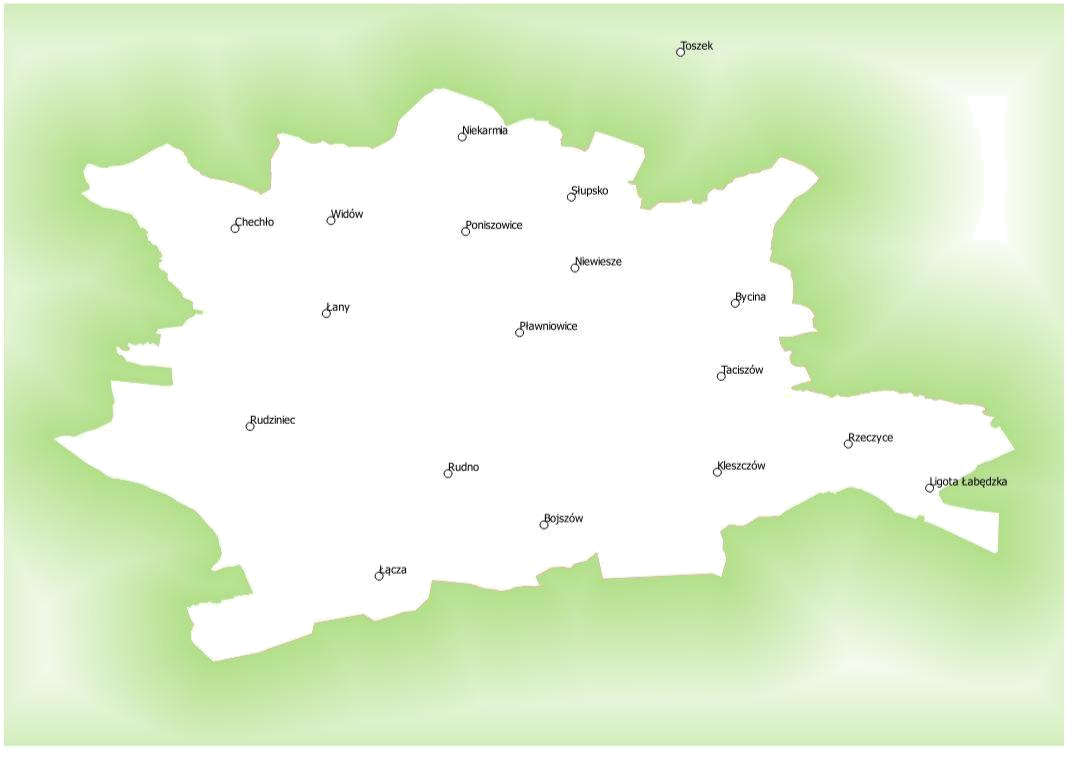 Toszek
Niekarmia
Słupsko
Widów
Chechło
Poniszowice
Niewiesze
Bycina
Łany
Pławniowice
Taciszów
Rudziniec
Rzeczyce
Kleszczów
Rudno
Ligota Łabędzka
Bojszów
Łącza